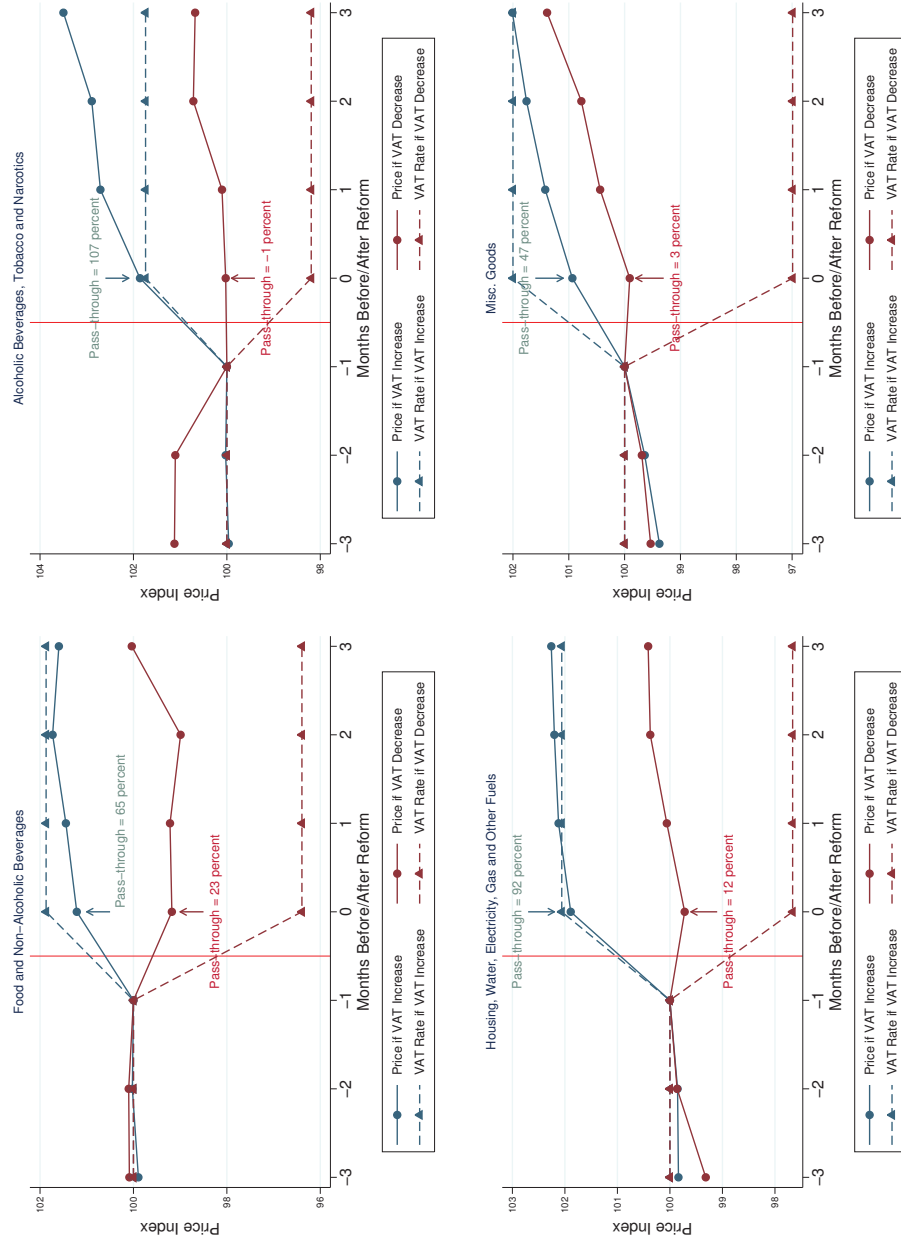 Food and Non−Alcoholic Beverages
Price Index
102
100
98
96
Pass−through = 65 percent
Pass−through = 23 percent
−3 −2 −1 0 1 2 3
Months Before/After Reform
Price if VAT Increase Price if VAT Decrease
VAT Rate if VAT Increase VAT Rate if VAT Decrease
Alcoholic Beverages, Tobacco and Narcotics
Price Index
104
102
100
98
Pass−through = 107 percent
Pass−through = −1 percent
−3 −2 −1 0 1 2 3
Months Before/After Reform
Price if VAT Increase Price if VAT Decrease
VAT Rate if VAT Increase VAT Rate if VAT Decrease
Housing, Water, Electricity, Gas and Other Fuels
Price Index
103
102
101
100
99
98
Pass−through = 92 percent
Pass−through = 12 percent
−3 −2 −1 0 1 2 3
Months Before/After Reform
Price if VAT Increase Price if VAT Decrease
VAT Rate if VAT Increase VAT Rate if VAT Decrease
Misc. Goods
Price Index
102
101
100
99
98
97
Pass−through = 47 percent
Pass−through = 3 percent
−3 −2 −1 0 1 2 3
Months Before/After Reform
Price if VAT Increase Price if VAT Decrease
VAT Rate if VAT Increase VAT Rate if VAT Decrease